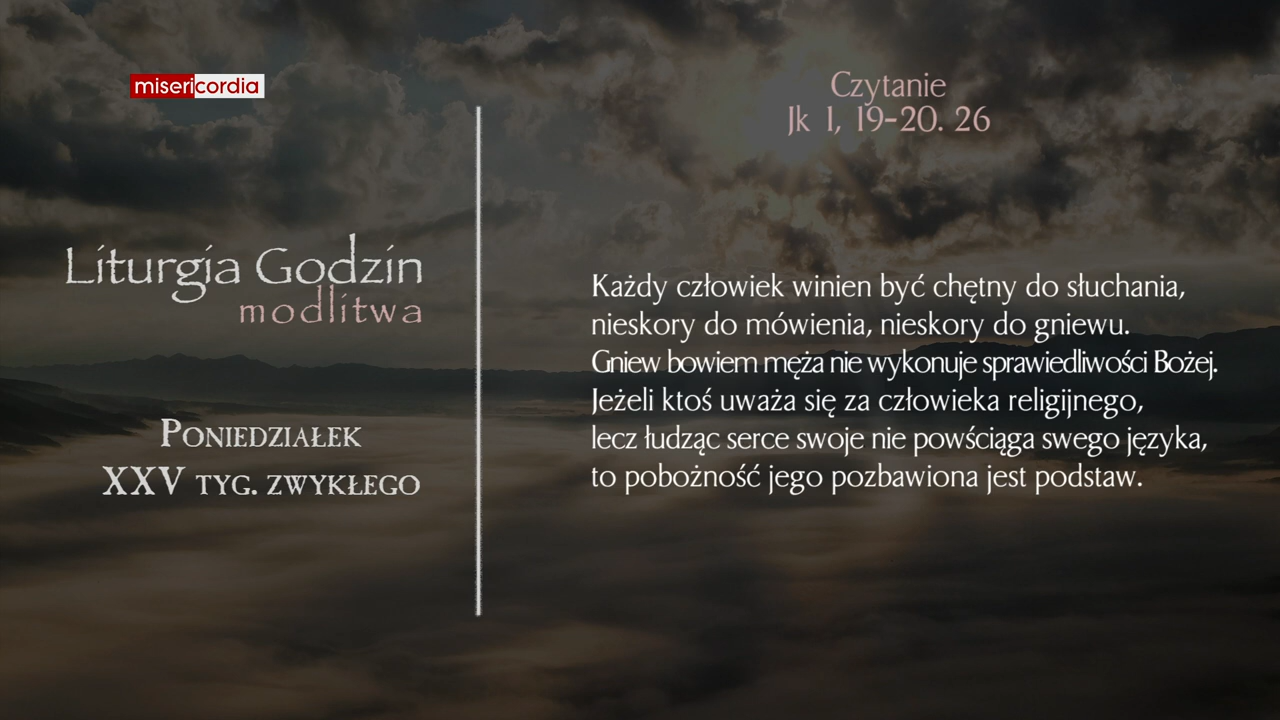 misericordia
Liturgia Godzin
modlitwa
Poniedziałek
XXV tyg. zwykłego
Czytanie
Jk 1, 19-20. 26
Każdy człowiek winien być chętny do słuchania,
nieskory do mówienia, nieskory do gniewu.
Gniew bowiem męża nie wykonuje sprawiedliwości Bożej.
Jeżeli ktoś uważa się za człowieka religijnego,
lecz łudząc serce swoje nie powściąga swego języka,
to pobożność jego pozbawiona jest podstaw.